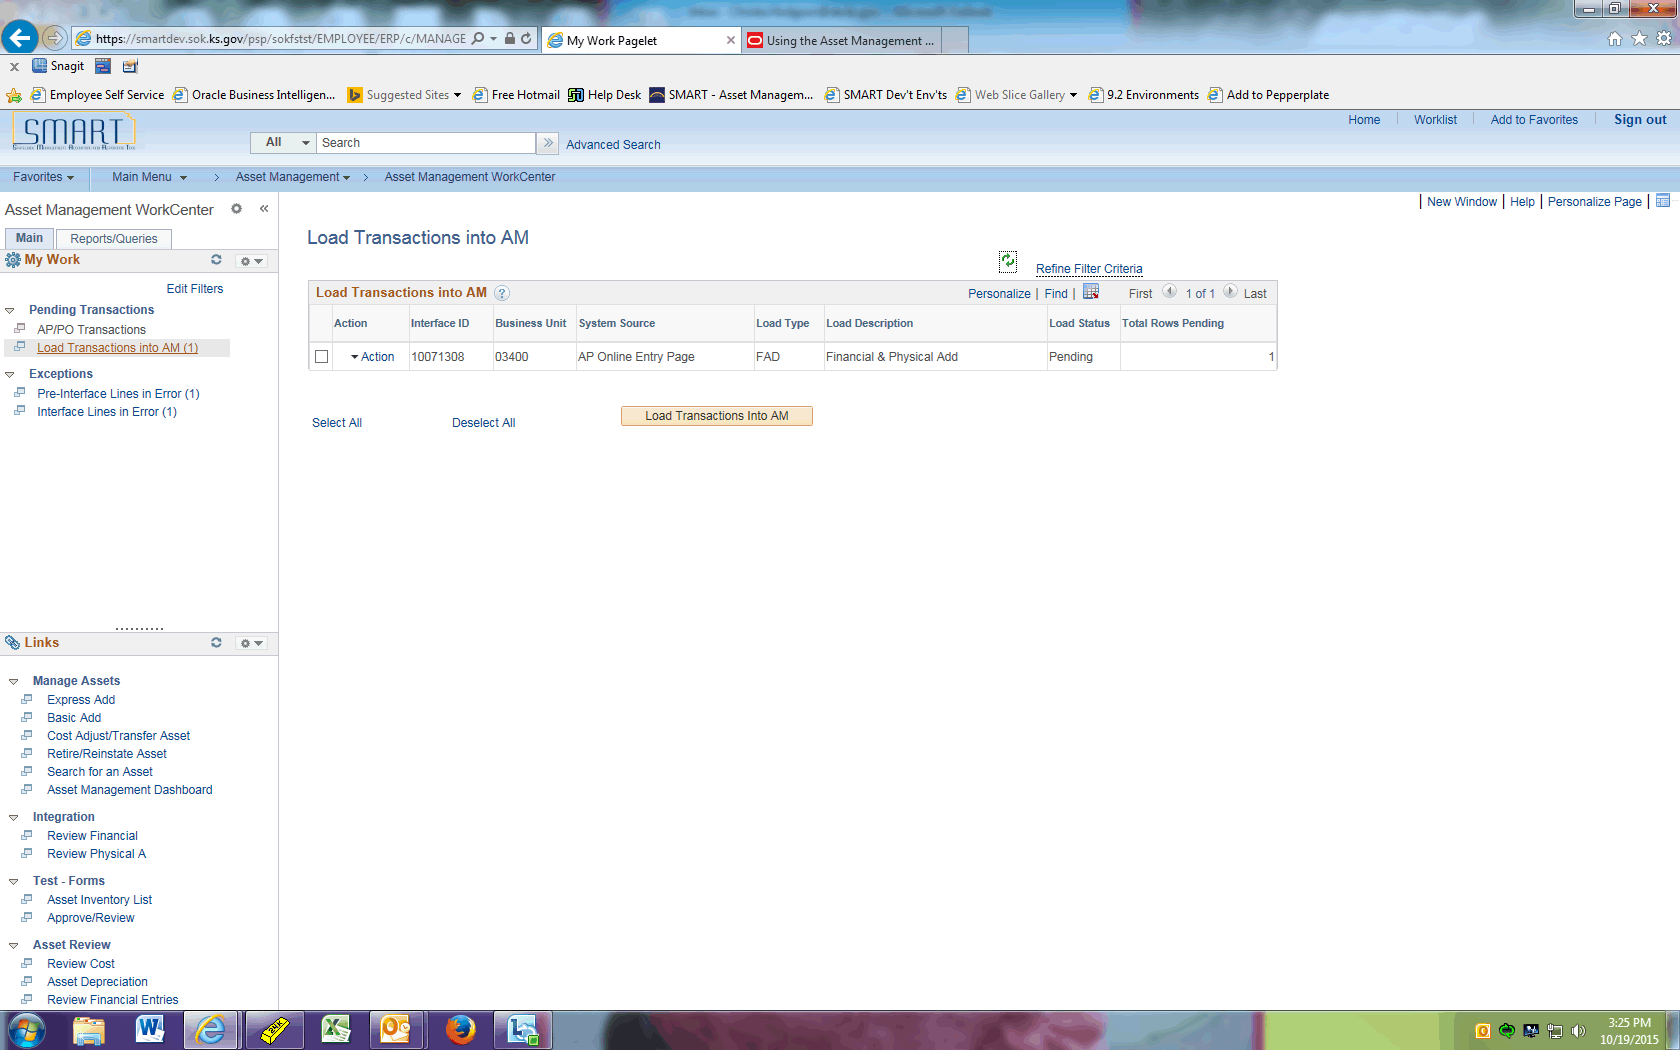 https://smartdev.sok.ks.gov/psp/sokfstst/EMPLOYEE/ERP/c/MANAGE
My Work Pagelet
Using the Asset Management ...
Snagit
Employee Self Service
Oracle Business Intelligen...
Suggested Sites
Free Hotmail
Help Desk
SMART - Asset Managem...
SMART Dev't Env'ts
Web Slice Gallery
9.2 Environments
Add to Pepperplate
SMART
Home
Worklist
Add to Favorites
Sign out
All
Search
Advanced Search
Favorites
Main Menu
Asset Management
Asset Management WorkCenter
New Window
Help
Personalize Page
Asset Management WorkCenter
Main
Reports/Queries
My Work
Edit Filters
Pending Transactions
AP/PO Transactions
Load Transactions into AM (1)
Exceptions
Pre-Interface Lines in Error (1)
Interface Lines in Error (1)
Links
Manage Assets
Express Add
Basic Add
Cost Adjust/Transfer Asset
Retire/Reinstate Asset
Search for an Asset
Asset Management Dashboard
Integration
Review Financial
Review Physical A
Test - Forms
Asset Inventory List
Approve/Review
Asset Review
Review Cost
Asset Depreciation
Review Financial Entries
Load Transactions into AM
Refine Filter Criteria
Load Transactions into AM
Personalize | Find |
First 1 of 1 Last
Action Interface ID Business Unit System Source Load Type Load Description Load Status Total Rows Pending
Action 10071308 03400 AP Online Entry Page FAD Financial & Physical Add Pending 1
Select All
Deselect All
Load Transactions Into AM
3:25 PM
10/19/2015